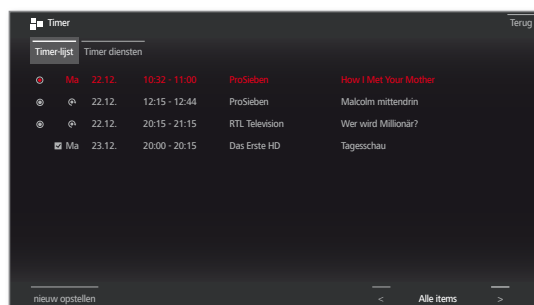 Timer Terug
Timer-lijst Timer diensten
Ma 22.12. 10:32 - 11:00 ProSieben How I Met Your Mother
22.12. 12:15 - 12:44 ProSieben Malcolm mittendrin
22.12. 20:15 - 21:15 RTL Television Wer wird Millionär?
Ma 23.12. 20:00 - 20:15 Das Erste HD Tagesschau
nieuw opstellen < Alle items >